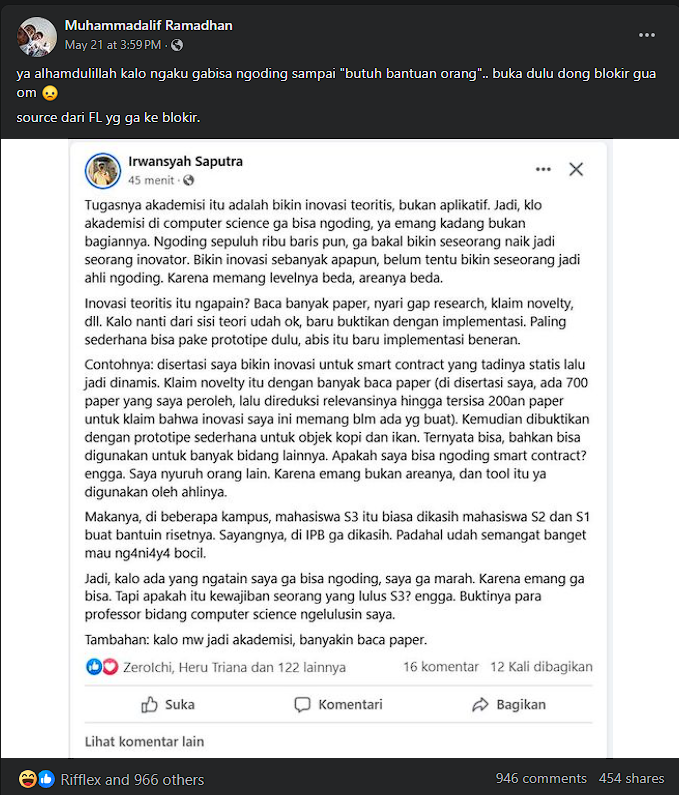 Muhammadalif Ramadhan
May 21 at 3:59 PM ·
ya alhamdulillah kalo ngaku gabisa ngoding sampai "butuh bantuan orang".. buka dulu dong blokir gua
om 😟
source dari FL yg ga ke blokir.
Irwansyah Saputra
45 menit ·
Tugasnya akademisi itu adalah bikin inovasi teoritis, bukan aplikatif. Jadi, klo
akademisi di computer science ga bisa ngoding, ya emang kadang bukan
bagiannya. Ngoding sepuluh ribu baris pun, ga bakal bikin seseorang naik jadi
seorang inovator. Bikin inovasi sebanyak apapun, belum tentu bikin seseorang jadi
ahli ngoding. Karena memang levelnya beda, areanya beda.
Inovasi teoritis itu ngapain? Baca banyak paper, nyari gap research, klaim novelty,
dll. Kalo nanti dari sisi teori udah ok, baru buktikan dengan implementasi. Paling
sederhana bisa pake prototipe dulu, abis itu baru implementasi beneran.
Contohnya: disertasi saya bikin inovasi untuk smart contract yang tadinya statis lalu
jadi dinamis. Klaim novelty itu dengan banyak baca paper (di disertasi saya, ada 700
paper yang saya peroleh, lalu direduksi relevansinya hingga tersisa 200an paper
untuk klaim bahwa inovasi saya ini memang blm ada yg buat). Kemudian dibuktikan
dengan prototipe sederhana untuk objek kopi dan ikan. Ternyata bisa, bahkan bisa
digunakan untuk banyak bidang lainnya. Apakah saya bisa ngoding smart contract?
engga. Saya nyuruh orang lain. Karena emang bukan areanya, dan tool itu ya
digunakan oleh ahlinya.
Makanya, di beberapa kampus, mahasiswa S3 itu biasa dikasih mahasiswa S2 dan S1
buat bantuin risetnya. Sayangnya, di IPB ga dikasih. Padahal udah semangat banget
mau ng4ni4y4 bocil.
Jadi, kalo ada yang ngatain saya ga bisa ngoding, saya ga marah. Karena emang ga
bisa. Tapi apakah itu kewajiban seorang yang lulus S3? engga. Buktinya para
professor bidang computer science ngelulusin saya.
Tambahan: kalo mw jadi akademisi, banyakin baca paper.
ZeroIchi, Heru Triana dan 122 lainnya 16 komentar 12 Kali dibagikan
Suka Komentari Bagikan
Lihat komentar lain
Rifflex and 966 others 946 comments 454 shares